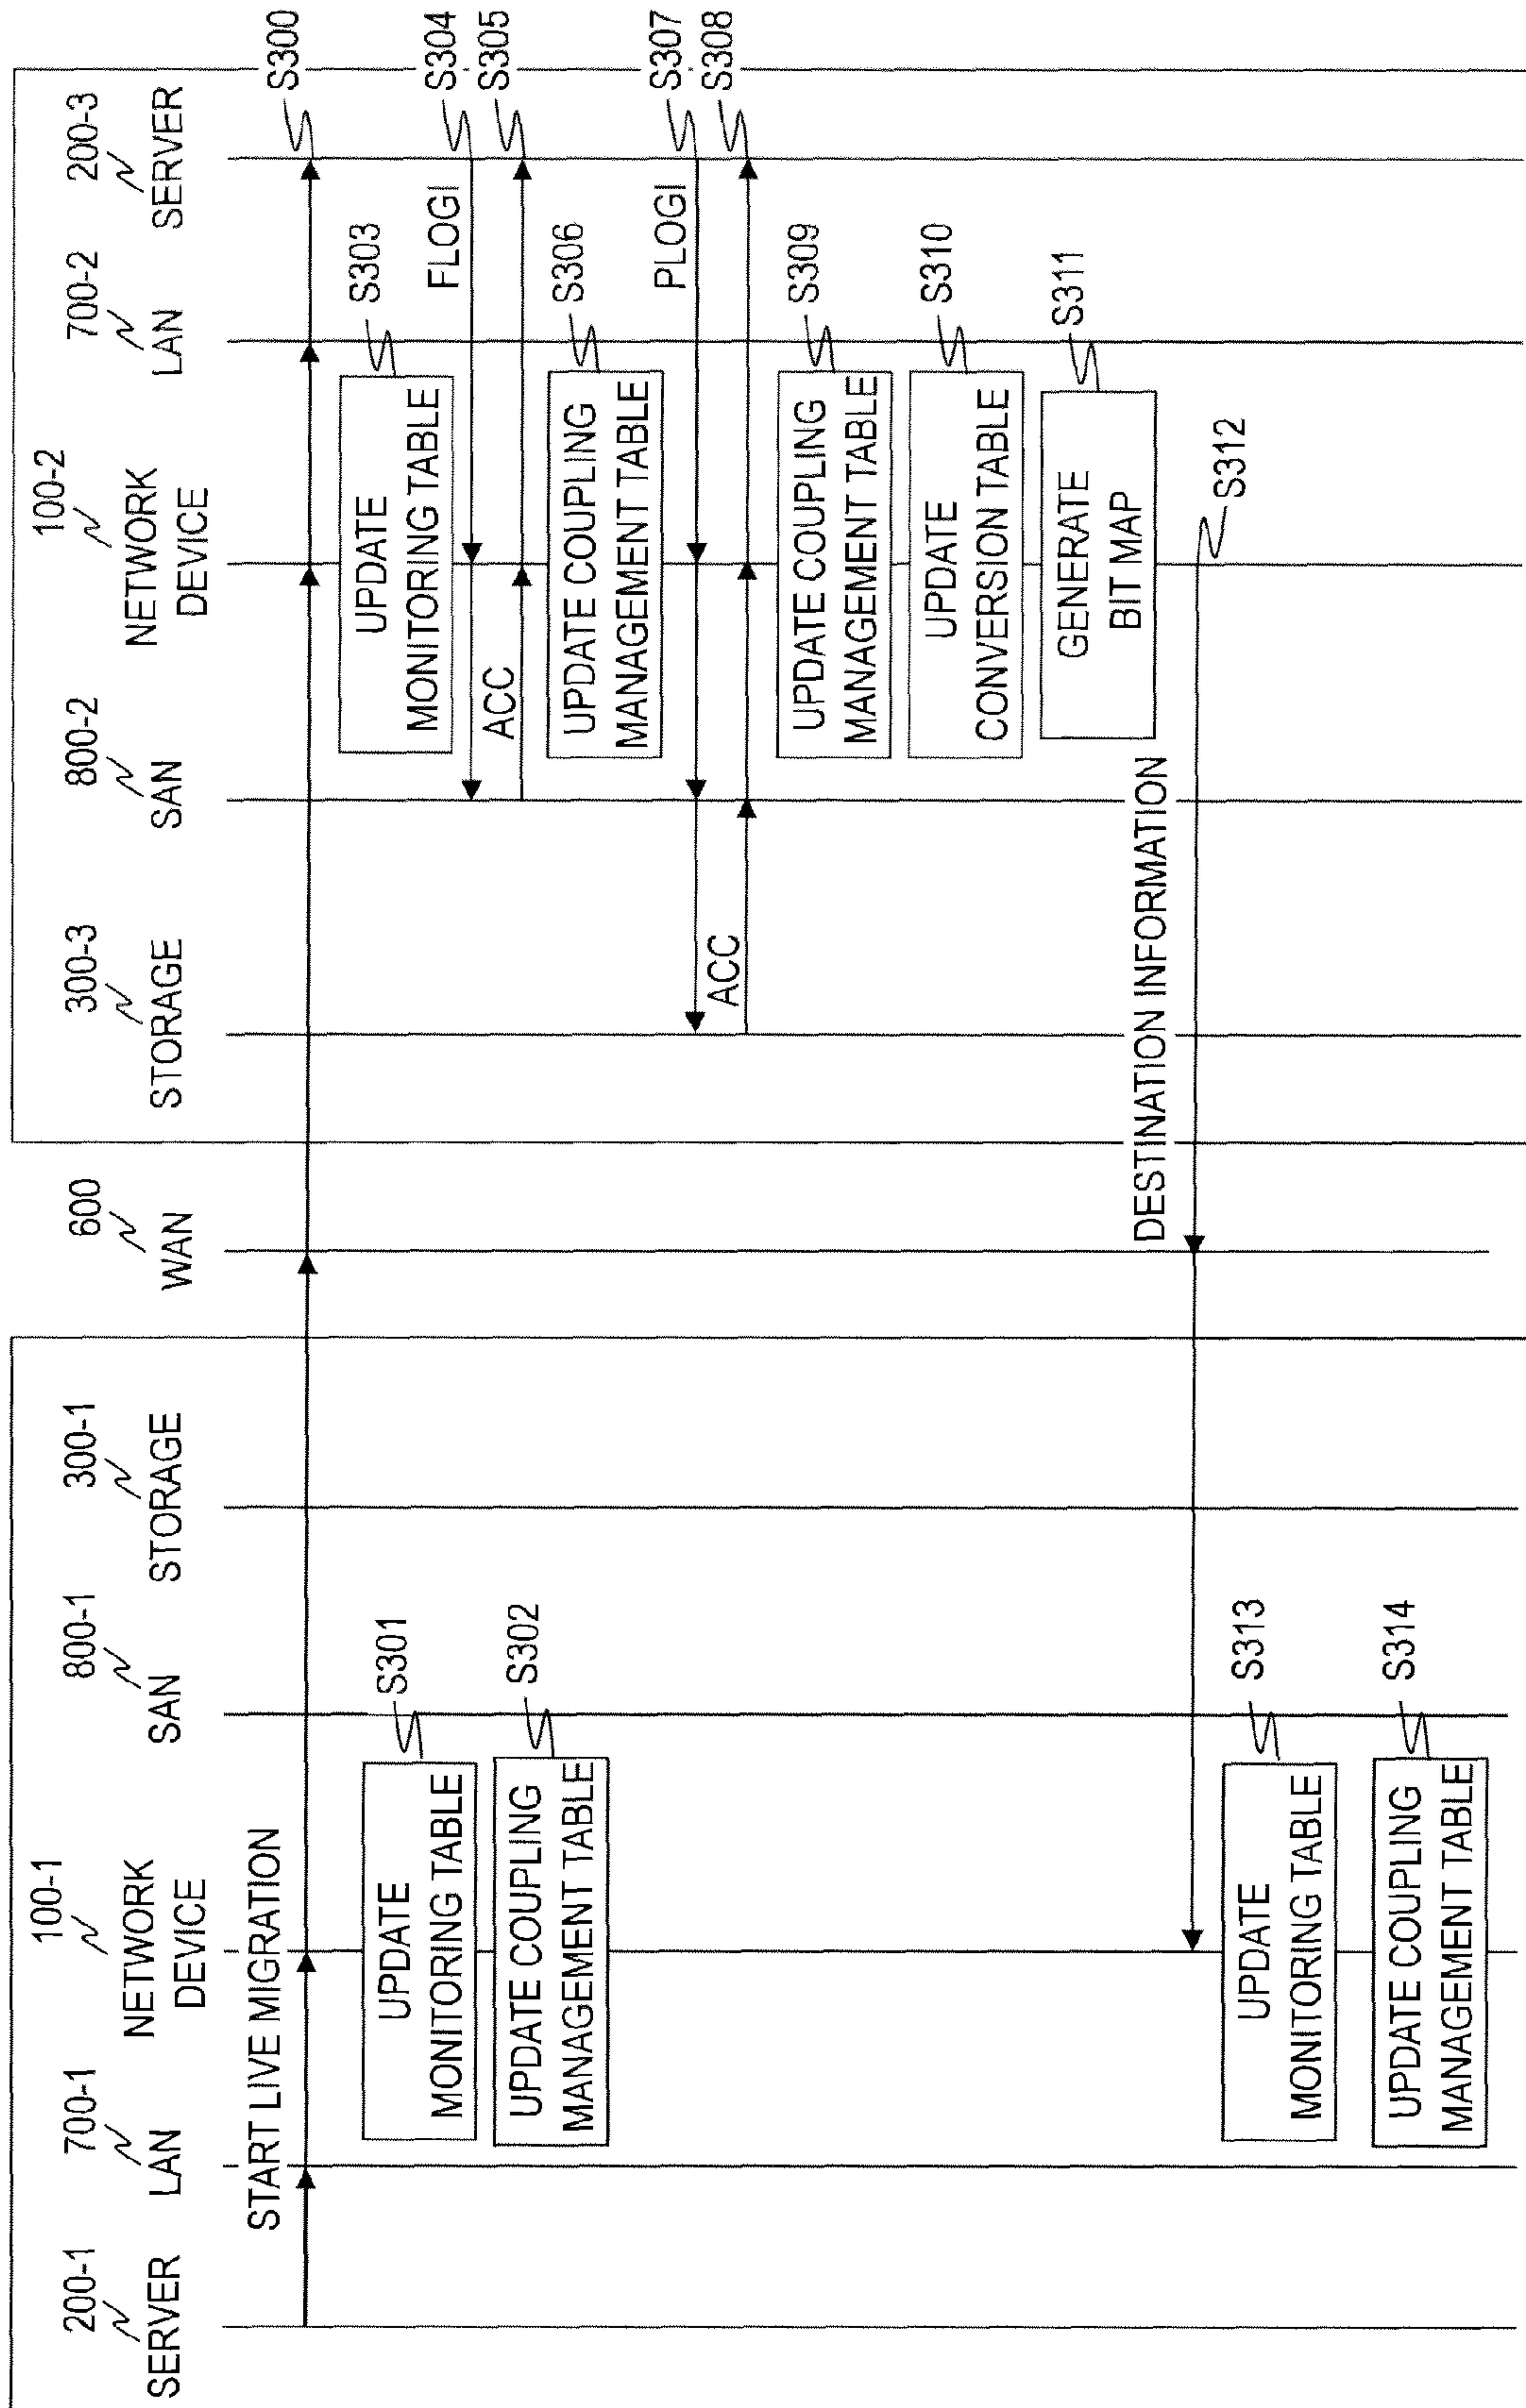 200-1
SERVER
700-1
LAN
100-1
NETWORK
DEVICE
800-1
SAN
300-1
STORAGE
600
WAN
300-3
STORAGE
800-2
SAN
100-2
NETWORK
DEVICE
700-2
LAN
200-3
SERVER
START LIVE MIGRATION
S300
UPDATE
MONITORING TABLE
S301
UPDATE COUPLING
MANAGEMENT TABLE
S302
UPDATE
MONITORING TABLE
S303
FLOGI
S304
ACC
S305
UPDATE COUPLING
MANAGEMENT TABLE
S306
PLOGI
S307
ACC
S308
UPDATE COUPLING
MANAGEMENT TABLE
S309
UPDATE
CONVERSION TABLE
S310
GENERATE
BIT MAP
S311
DESTINATION INFORMATION
S312
UPDATE
MONITORING TABLE
S313
UPDATE COUPLING
MANAGEMENT TABLE
S314